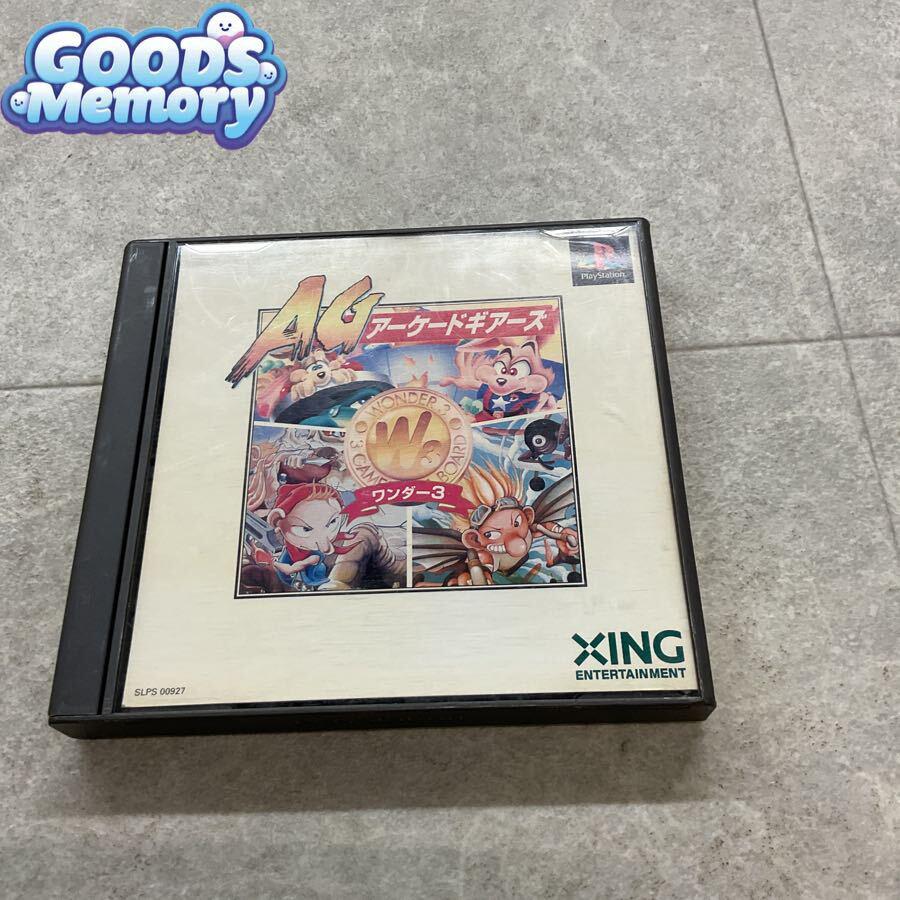 GOODS
Memory
PlayStation
AG
アーケードギアーズ
WONDER 3
W3
3 GAMES BOARD
ワンダー3
XING
ENTERTAINMENT
SLPS 00927